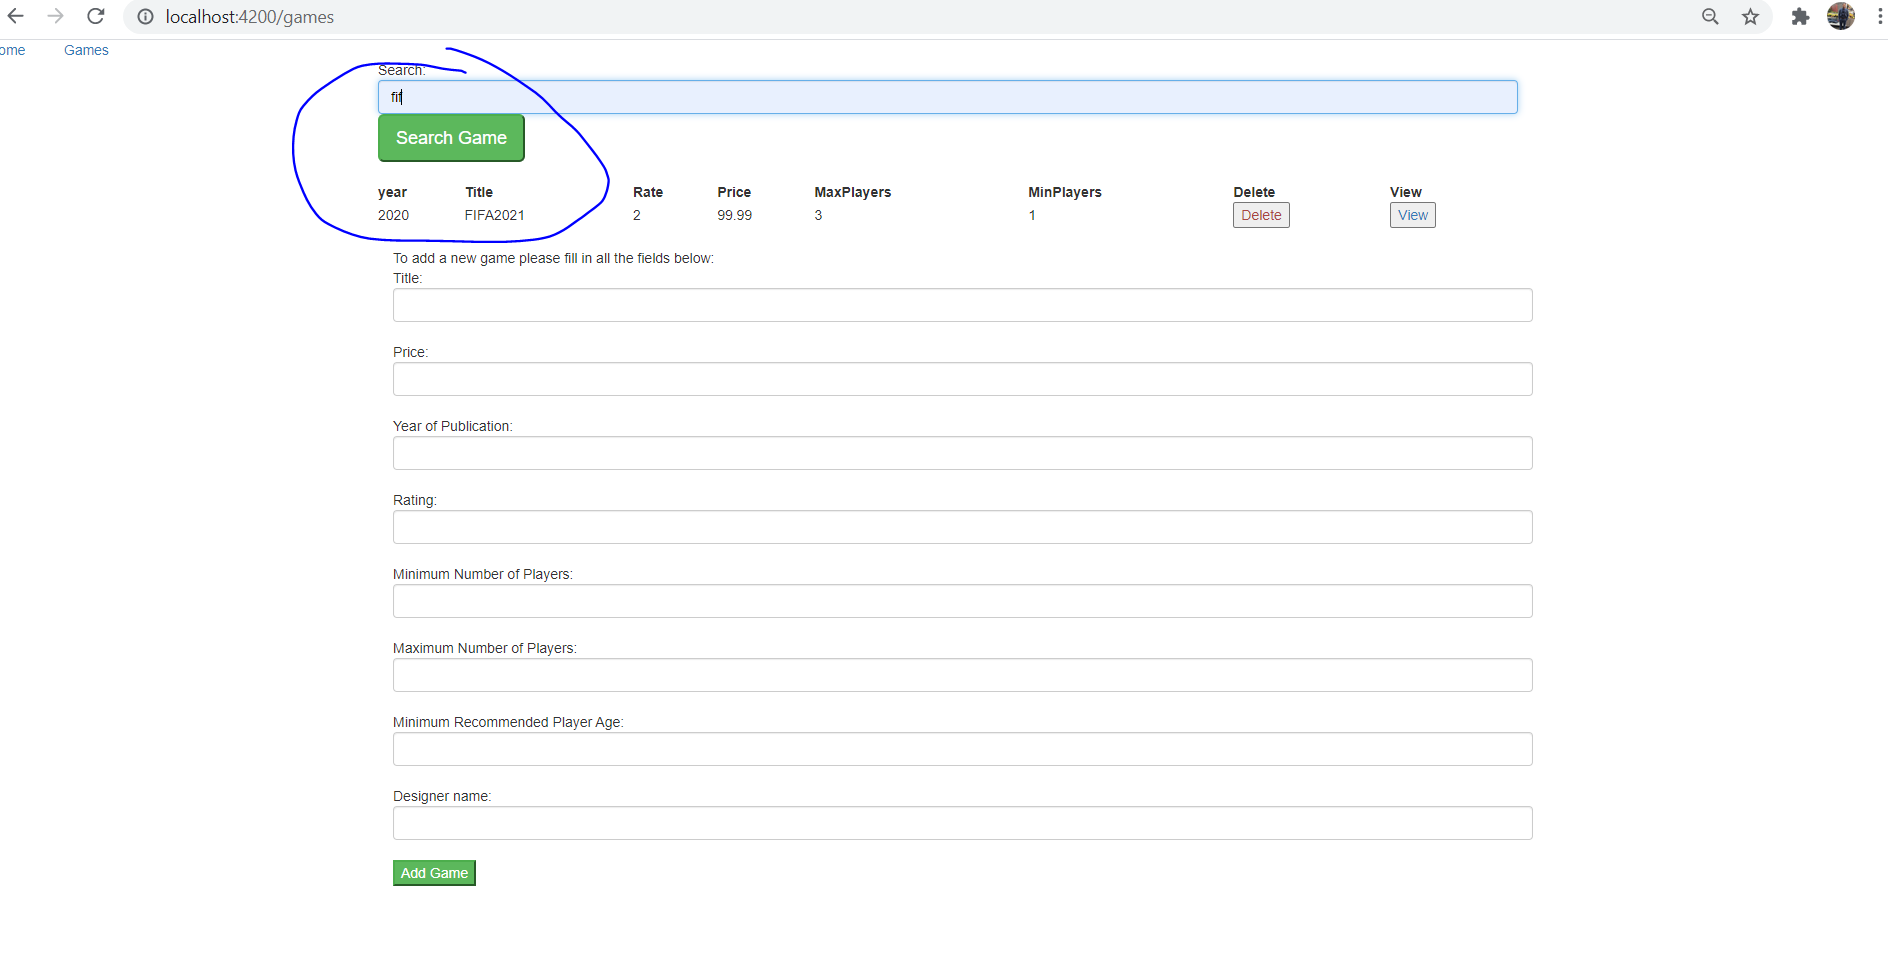 localhost:4200/games
ome Games
Search:
fif
Search Game
year Title Rate Price MaxPlayers MinPlayers Delete View
2020 FIFA2021 2 99.99 3 1 Delete View
To add a new game please fill in all the fields below:
Title:
Price:
Year of Publication:
Rating:
Minimum Number of Players:
Maximum Number of Players:
Minimum Recommended Player Age:
Designer name:
Add Game